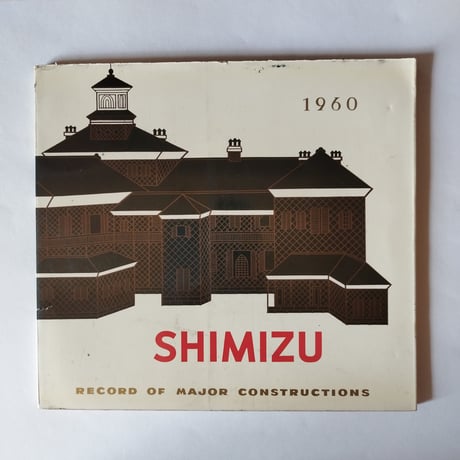 1960
SHIMIZU
RECORD OF MAJOR CONSTRUCTIONS